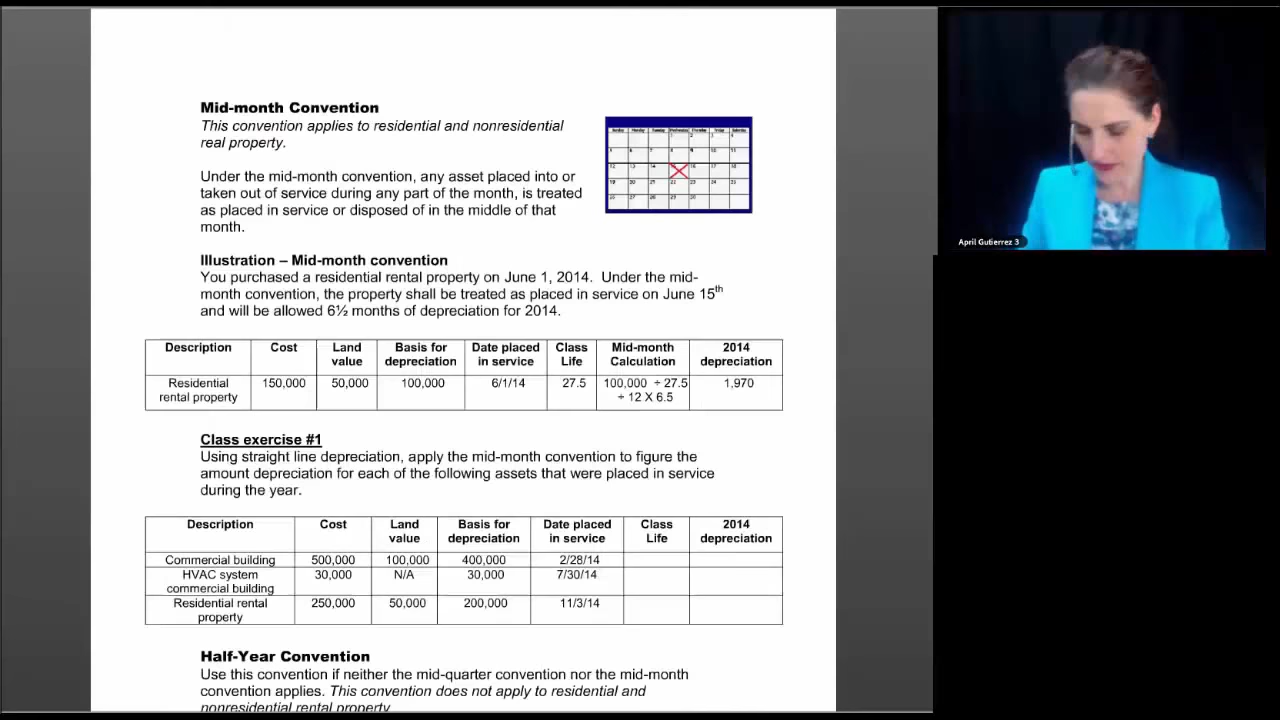 Mid-month Convention
This convention applies to residential and nonresidential
real property.
Under the mid-month convention, any asset placed into or
taken out of service during any part of the month, is treated
as placed in service or disposed of in the middle of that
month.
Illustration – Mid-month convention
You purchased a residential rental property on June 1, 2014.  Under the mid-
month convention, the property shall be treated as placed in service on June 15th
and will be allowed 6½ months of depreciation for 2014.
Description Cost Land value Basis for depreciation Date placed in service Class Life Mid-month Calculation 2014 depreciation
Residential rental property 150,000 50,000 100,000 6/1/14 27.5 100,000 ÷ 27.5 ÷ 12 X 6.5 1,970
Class exercise #1
Using straight line depreciation, apply the mid-month convention to figure the
amount depreciation for each of the following assets that were placed in service
during the year.
Description Cost Land value Basis for depreciation Date placed in service Class Life 2014 depreciation
Commercial building 500,000 100,000 400,000 2/28/14
HVAC system commercial building 30,000 N/A 30,000 7/30/14
Residential rental property 250,000 50,000 200,000 11/3/14
Half-Year Convention
Use this convention if neither the mid-quarter convention nor the mid-month
convention applies. This convention does not apply to residential and
nonresidential rental property
April Gutierrez 3